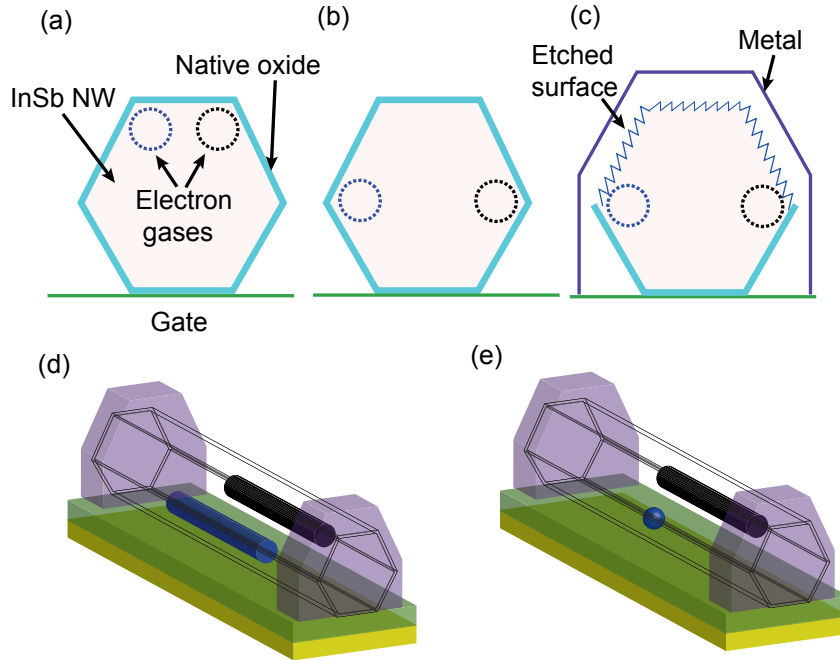 (a)
(b)
(c)
Native oxide
InSb NW
Electron
gases
Etched
surface
Metal
Gate
(d)
(e)